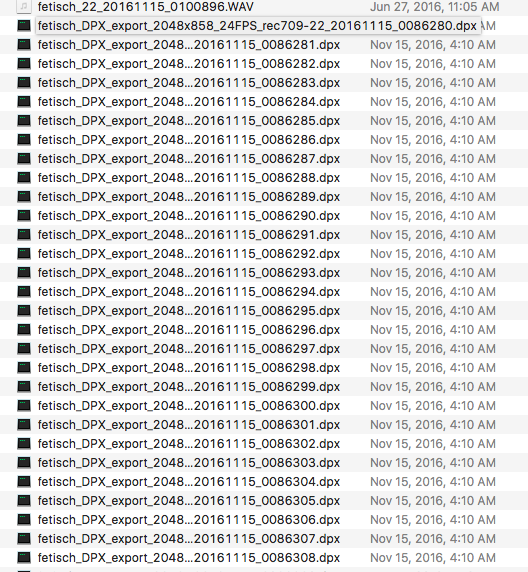 fetisch_22_20161115_0100896.WAV Jun 27, 2016, 11:05 AM
fetisch_DPX_export_2048x858_24FPS_rec709-22_20161115_0086280.dpx AM
fetisch_DPX_export_2048...20161115_0086281.dpx Nov 15, 2016, 4:10 AM
fetisch_DPX_export_2048...20161115_0086282.dpx Nov 15, 2016, 4:10 AM
fetisch_DPX_export_2048...20161115_0086283.dpx Nov 15, 2016, 4:10 AM
fetisch_DPX_export_2048...20161115_0086284.dpx Nov 15, 2016, 4:10 AM
fetisch_DPX_export_2048...20161115_0086285.dpx Nov 15, 2016, 4:10 AM
fetisch_DPX_export_2048...20161115_0086286.dpx Nov 15, 2016, 4:10 AM
fetisch_DPX_export_2048...20161115_0086287.dpx Nov 15, 2016, 4:10 AM
fetisch_DPX_export_2048...20161115_0086288.dpx Nov 15, 2016, 4:10 AM
fetisch_DPX_export_2048...20161115_0086289.dpx Nov 15, 2016, 4:10 AM
fetisch_DPX_export_2048...20161115_0086290.dpx Nov 15, 2016, 4:10 AM
fetisch_DPX_export_2048...20161115_0086291.dpx Nov 15, 2016, 4:10 AM
fetisch_DPX_export_2048...20161115_0086292.dpx Nov 15, 2016, 4:10 AM
fetisch_DPX_export_2048...20161115_0086293.dpx Nov 15, 2016, 4:10 AM
fetisch_DPX_export_2048...20161115_0086294.dpx Nov 15, 2016, 4:10 AM
fetisch_DPX_export_2048...20161115_0086295.dpx Nov 15, 2016, 4:10 AM
fetisch_DPX_export_2048...20161115_0086296.dpx Nov 15, 2016, 4:10 AM
fetisch_DPX_export_2048...20161115_0086297.dpx Nov 15, 2016, 4:10 AM
fetisch_DPX_export_2048...20161115_0086298.dpx Nov 15, 2016, 4:10 AM
fetisch_DPX_export_2048...20161115_0086299.dpx Nov 15, 2016, 4:10 AM
fetisch_DPX_export_2048...20161115_0086300.dpx Nov 15, 2016, 4:10 AM
fetisch_DPX_export_2048...20161115_0086301.dpx Nov 15, 2016, 4:10 AM
fetisch_DPX_export_2048...20161115_0086302.dpx Nov 15, 2016, 4:10 AM
fetisch_DPX_export_2048...20161115_0086303.dpx Nov 15, 2016, 4:10 AM
fetisch_DPX_export_2048...20161115_0086304.dpx Nov 15, 2016, 4:10 AM
fetisch_DPX_export_2048...20161115_0086305.dpx Nov 15, 2016, 4:10 AM
fetisch_DPX_export_2048...20161115_0086306.dpx Nov 15, 2016, 4:10 AM
fetisch_DPX_export_2048...20161115_0086307.dpx Nov 15, 2016, 4:10 AM
fetisch_DPX_export_2048...20161115_0086308.dpx Nov 15, 2016, 4:10 AM